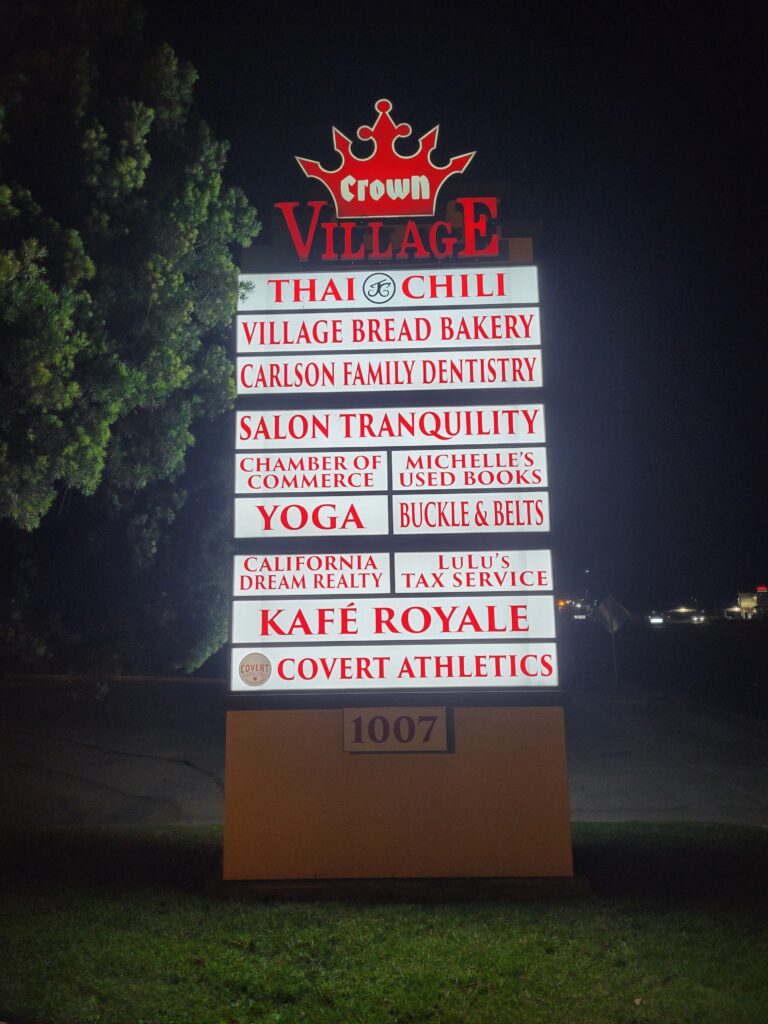 Crown
VILLAGE
THAI TC CHILI
VILLAGE BREAD BAKERY
CARLSON FAMILY DENTISTRY
SALON TRANQUILITY
CHAMBER OF
COMMERCE
MICHELLE'S
USED BOOKS
YOGA
BUCKLE & BELTS
CALIFORNIA
DREAM REALTY
LULU'S
TAX SERVICE
KAFÉ ROYALE
COVERT COVERT ATHLETICS
1007